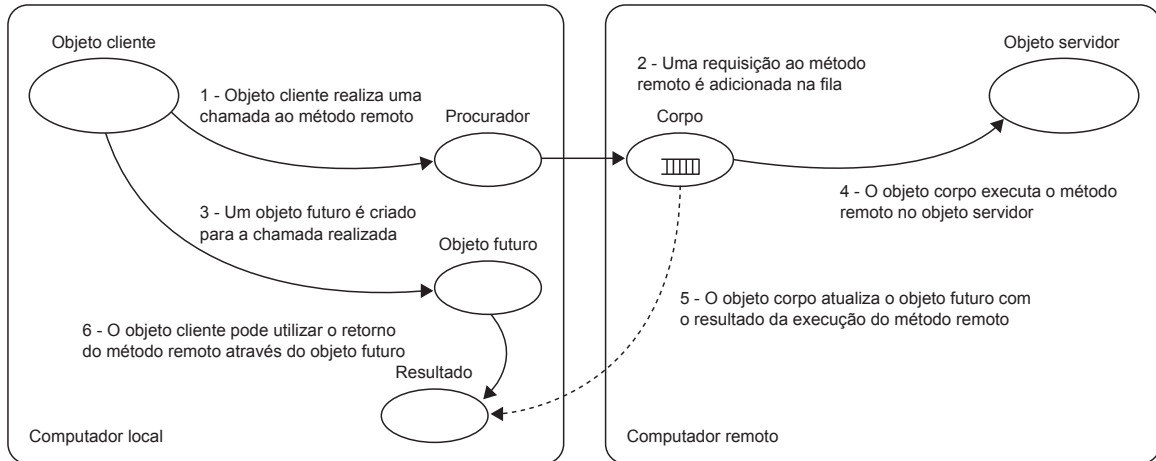 Objeto cliente
1 - Objeto cliente realiza uma
chamada ao método remoto
Procurador
3 - Um objeto futuro é criado
para a chamada realizada
Objeto futuro
6 - O objeto cliente pode utilizar o retorno
do método remoto através do objeto futuro
Resultado
Computador local
2 - Uma requisição ao método
remoto é adicionada na fila
Objeto servidor
Corpo
4 - O objeto corpo executa o método
remoto no objeto servidor
5 - O objeto corpo atualiza o objeto futuro com
o resultado da execução do método remoto
Computador remoto